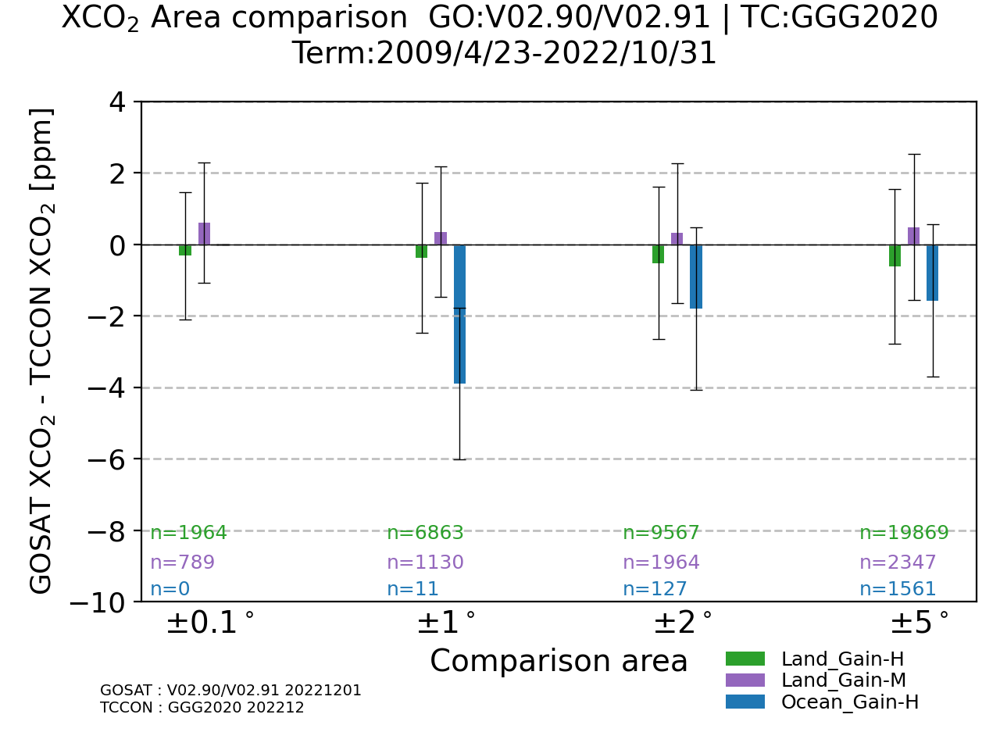 XCO₂ Area comparison  GO:V02.90/V02.91 | TC:GGG2020
Term:2009/4/23-2022/10/31
GOSAT XCO₂ - TCCON XCO₂ [ppm]
4
2
0
−2
−4
−6
−8
−10
n=1964 n=6863 n=9567 n=19869
n=789 n=1130 n=1964 n=2347
n=0 n=11 n=127 n=1561
±0.1° ±1° ±2° ±5°
Comparison area
Land_Gain-H
Land_Gain-M
Ocean_Gain-H
GOSAT : V02.90/V02.91 20221201
TCCON : GGG2020 202212